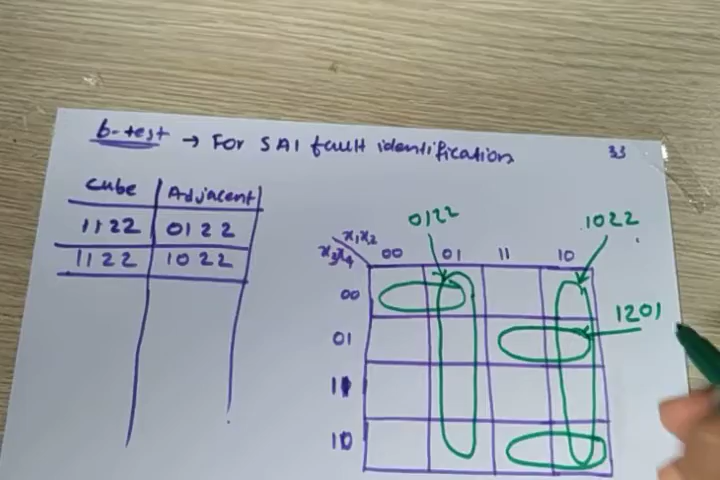 b-test → For SA1 fault identification
33
Cube Adjacent
1122 0122
1122 1022
0122
1022
x1x2
x3x4
00 01 11 10
00
01
11
10
1201